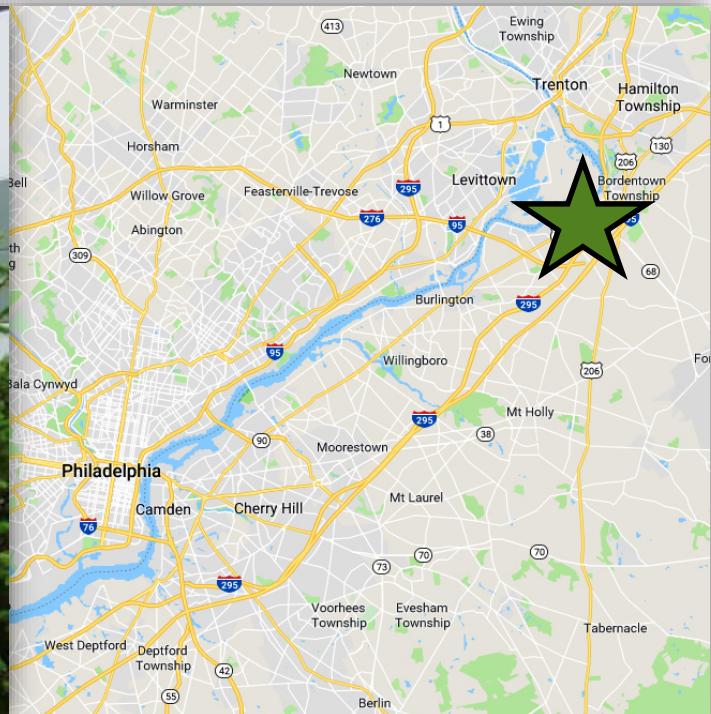 413
Ewing
Township
Newtown
Trenton
Hamilton
Township
Warminster
1
130
Horsham
206
295
Levittown
Bell
Willow Grove
Feasterville-Trevose
Bordentown
Township
276
95
Abington
309
68
Burlington
295
95
Willingboro
206
Bala Cynwyd
Mt Holly
295
38
90
Moorestown
Philadelphia
Camden
Cherry Hill
Mt Laurel
76
70
70
73
295
Voorhees
Township
Evesham
Township
Tabernacle
West Deptford
Deptford
Township
42
55
Berlin